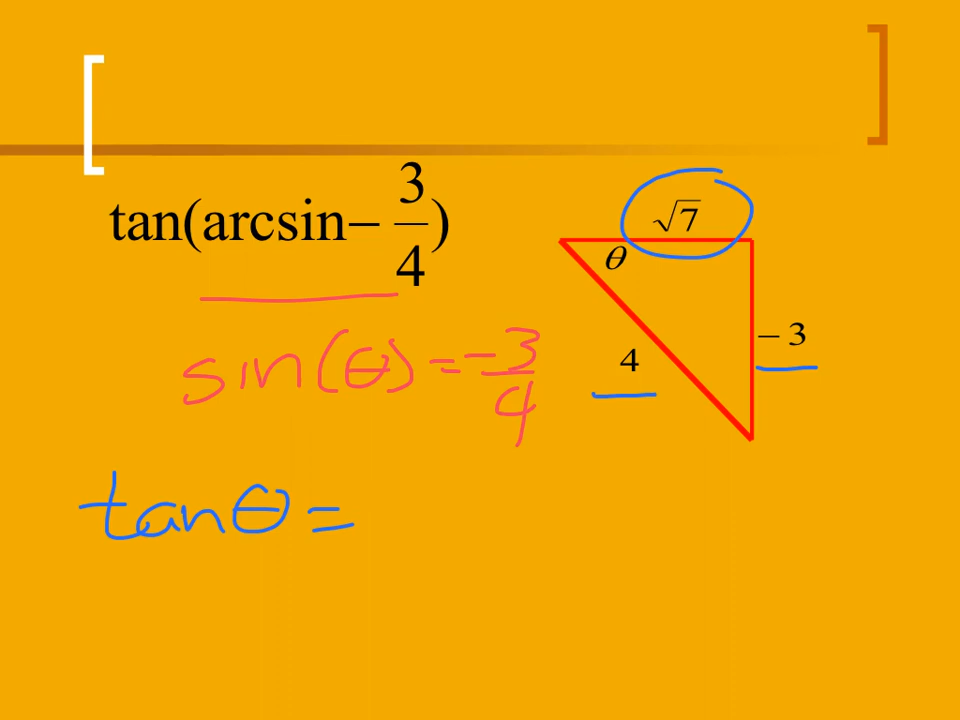 tan(arcsin− 3/4)
√7
θ
− 3
4
sin(θ) = −3/4
tanθ =